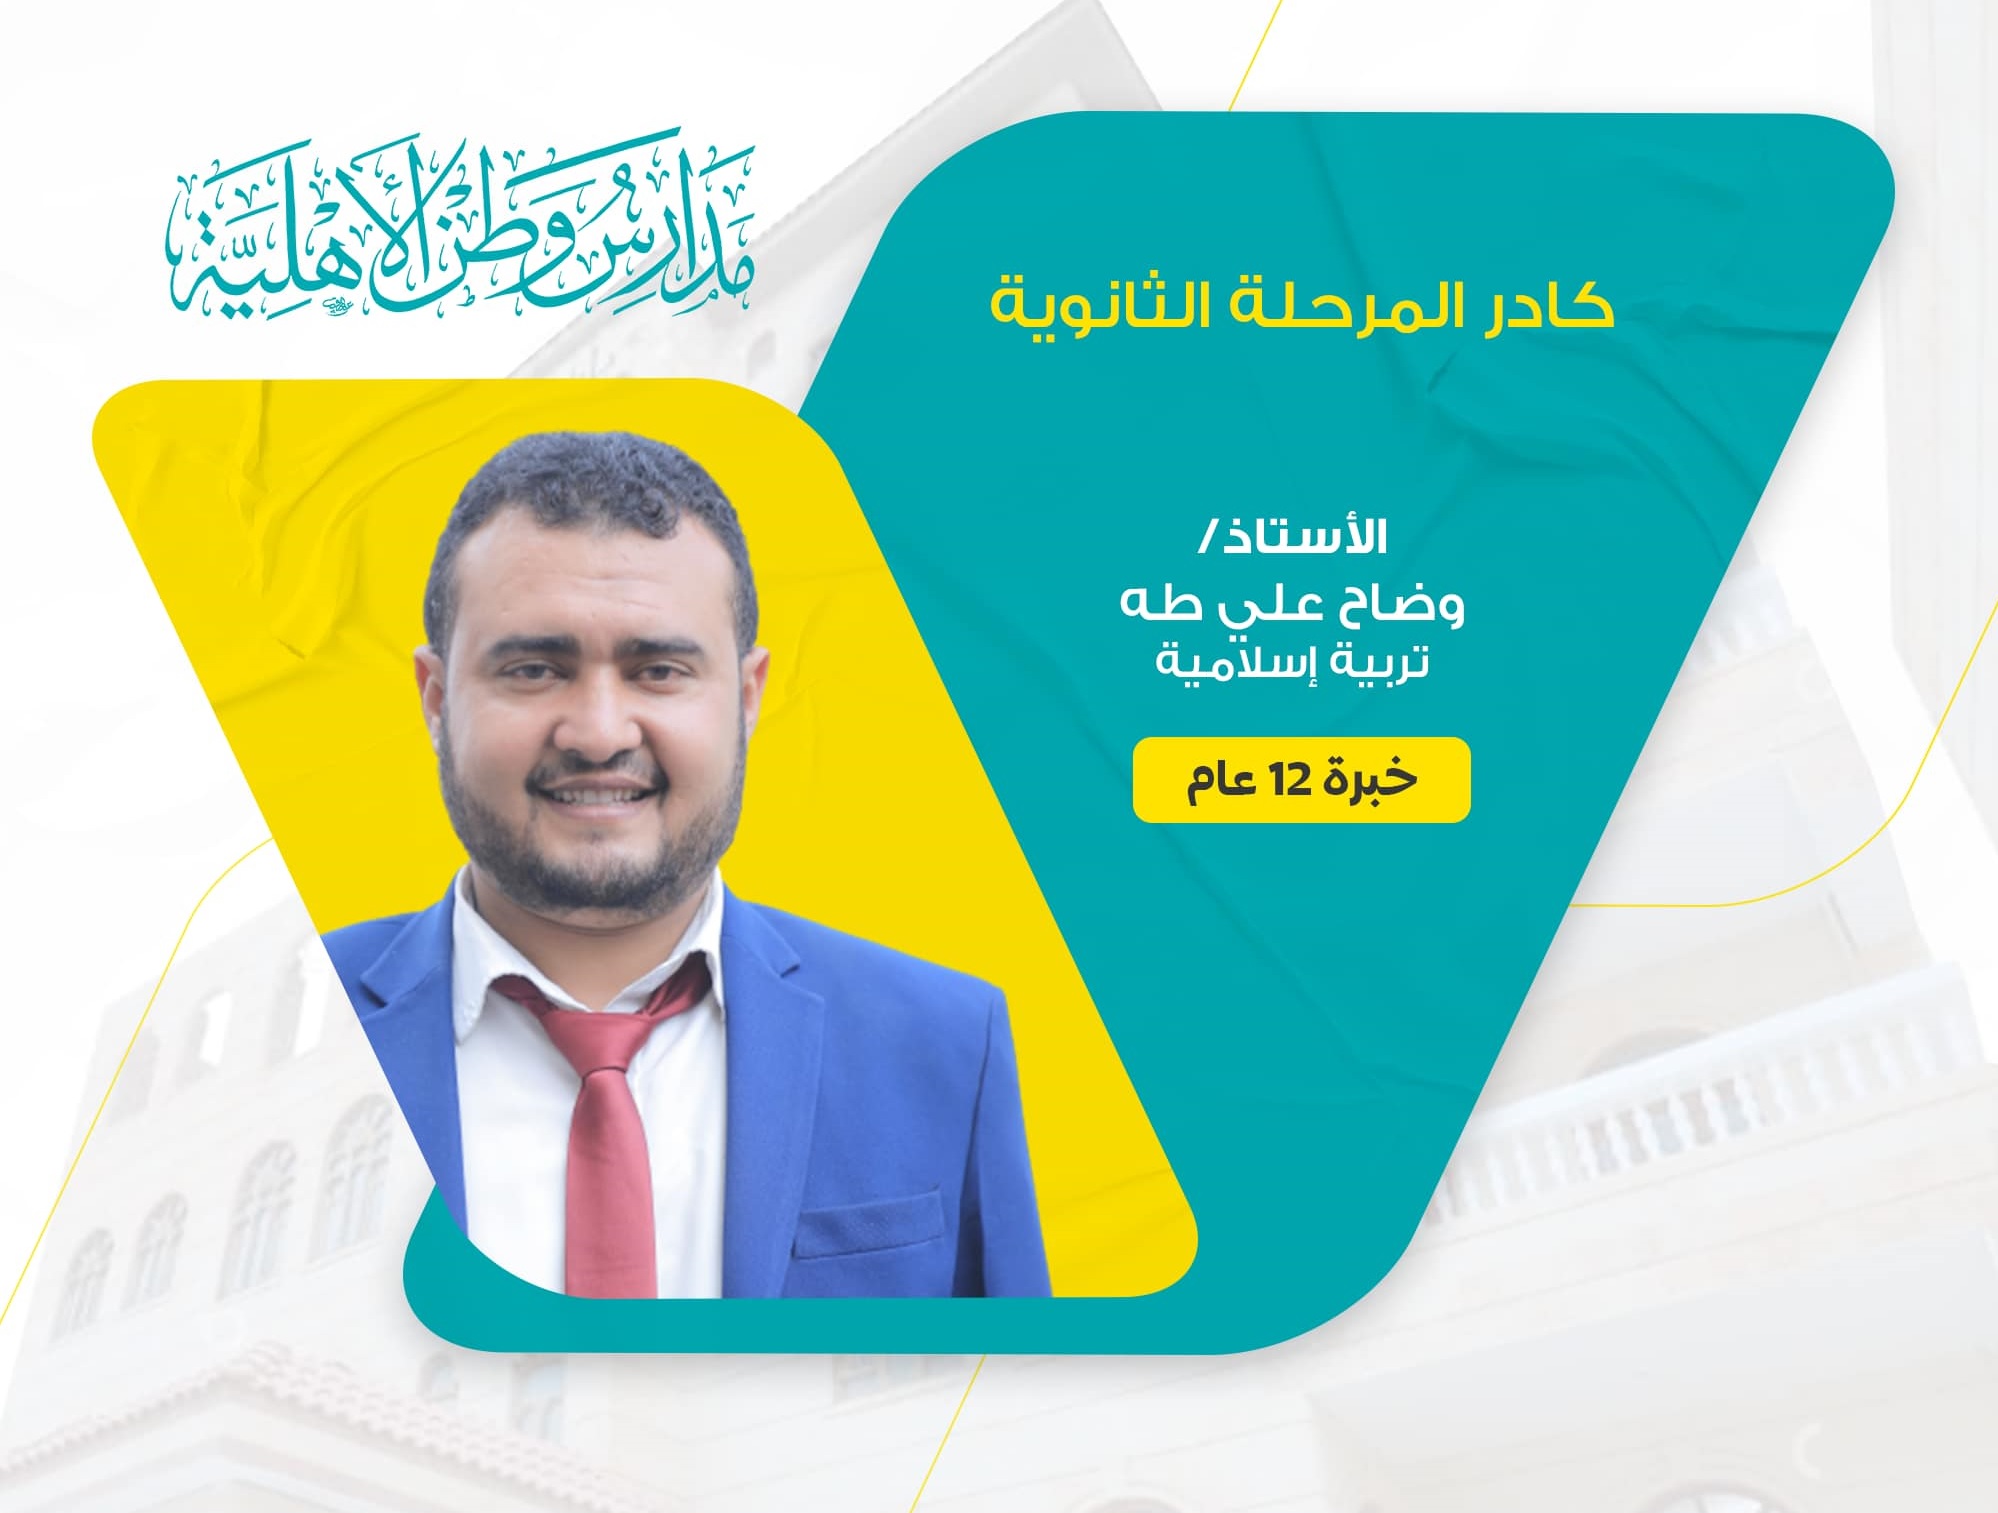 مدارس وطن الأهلية
كادر المرحلة الثانوية
الأستاذ/
وضاح علي طه
تربية إسلامية
خبرة 12 عام